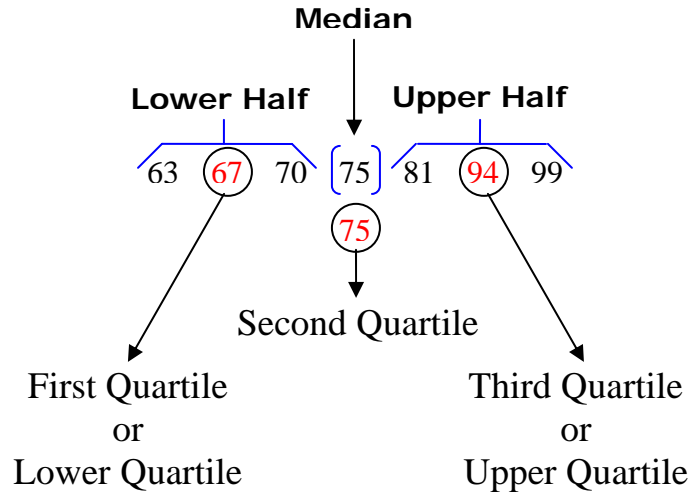 Median
Lower Half
Upper Half
63 67 70 75 81 94 99
75
Second Quartile
First Quartile
or
Lower Quartile
Third Quartile
or
Upper Quartile